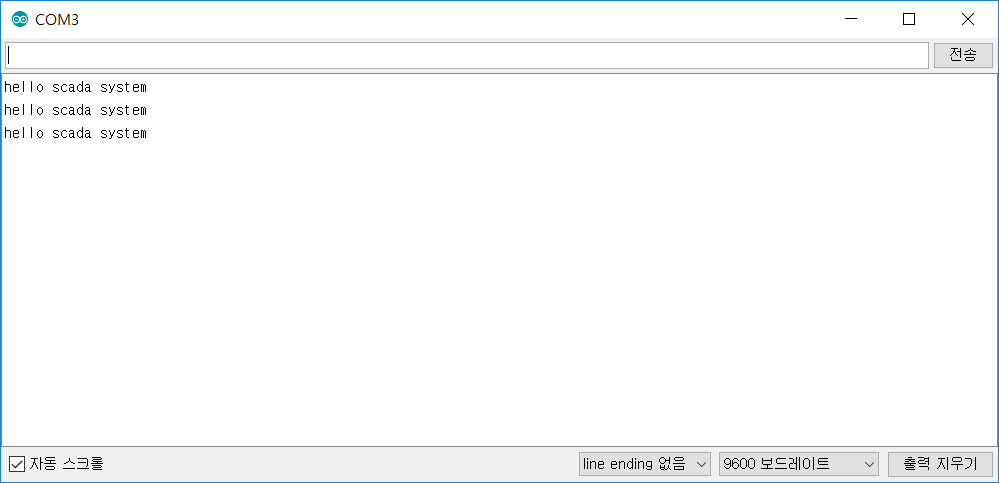 COM3
전송
hello scada system
hello scada system
hello scada system
자동 스크롤
line ending 없음
9600 보드레이트
출력 지우기